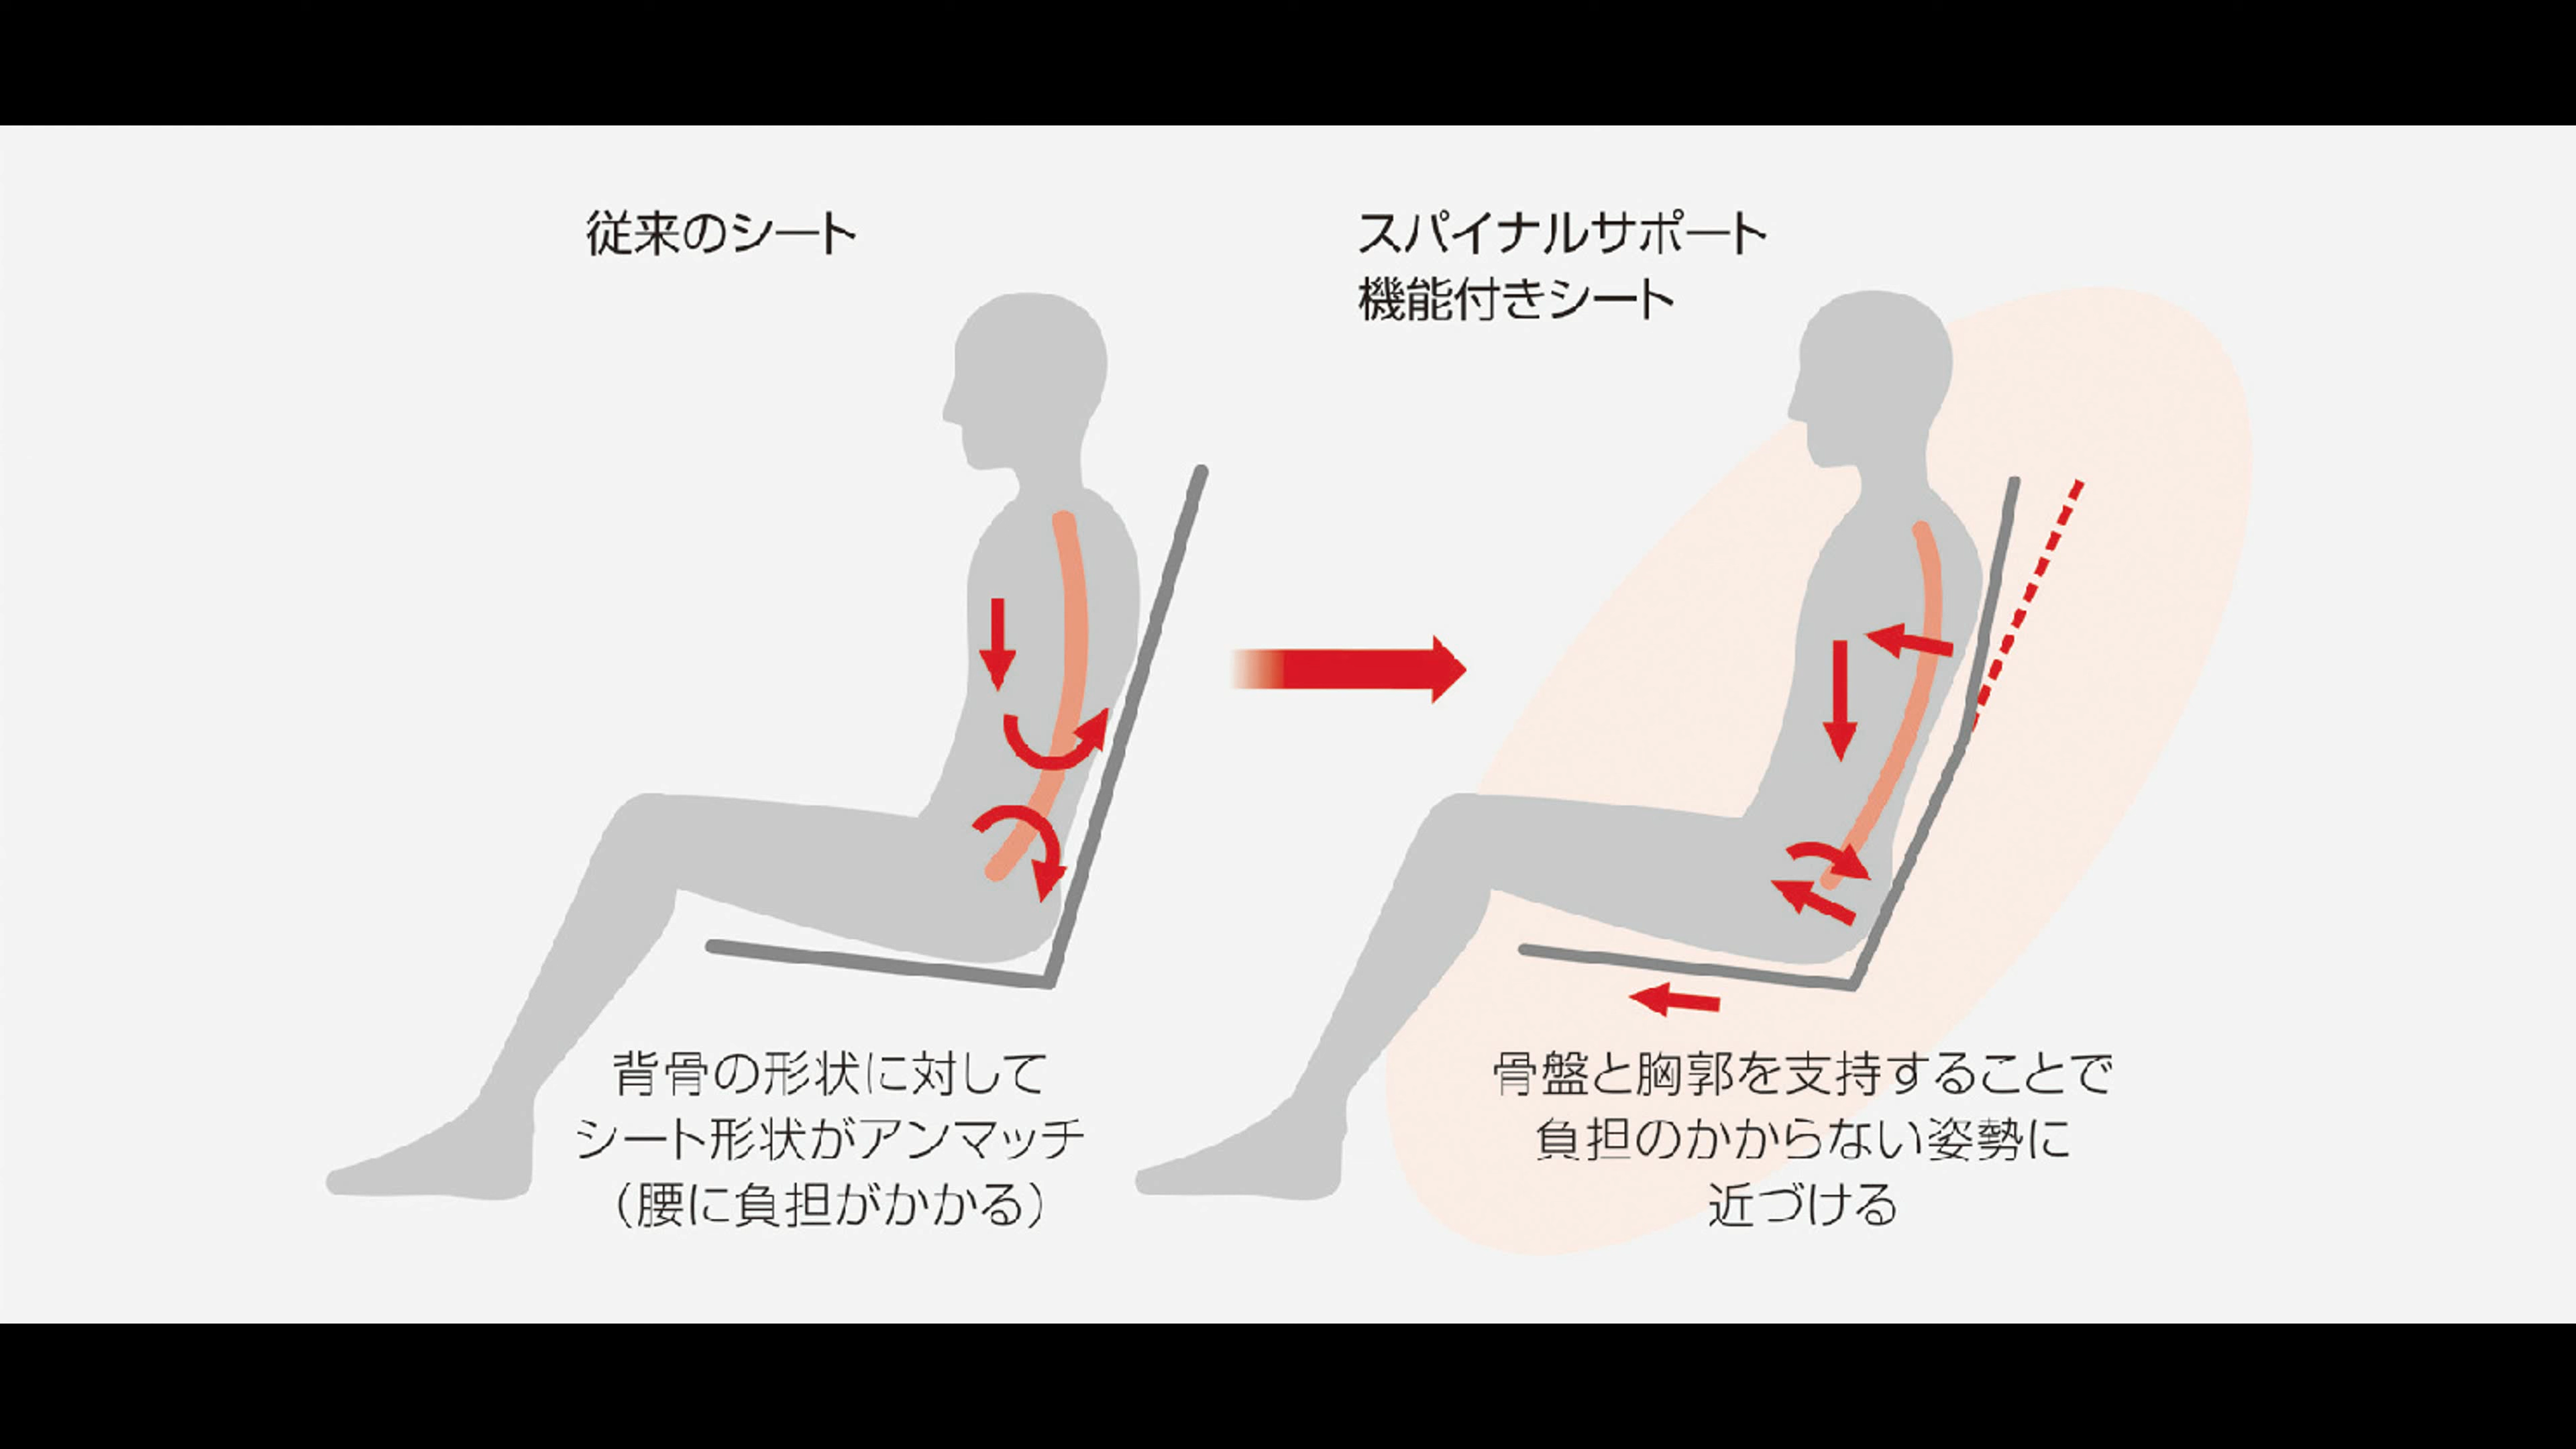 従来のシート
背骨の形状に対して
シート形状がアンマッチ
（腰に負担がかかる）
スパイナルサポート
機能付きシート
骨盤と胸郭を支持することで
負担のかからない姿勢に
近づける